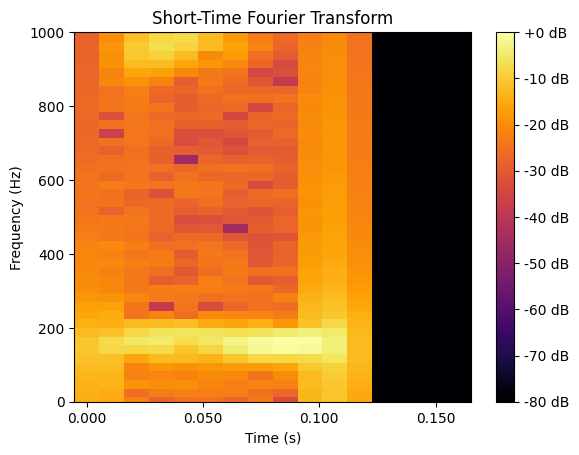 Short-Time Fourier Transform
1000
800
600
400
200
0
Frequency (Hz)
0.000
0.050
0.100
0.150
Time (s)
+0 dB
-10 dB
-20 dB
-30 dB
-40 dB
-50 dB
-60 dB
-70 dB
-80 dB